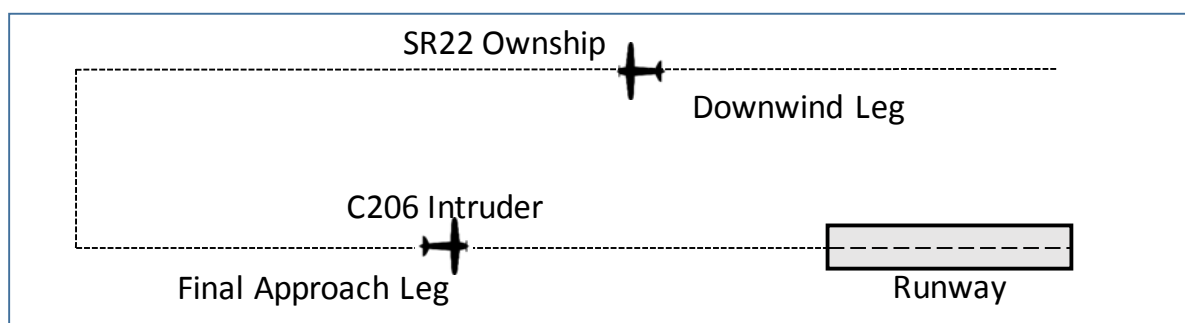 SR22 Ownship
Downwind Leg
C206 Intruder
Final Approach Leg
Runway